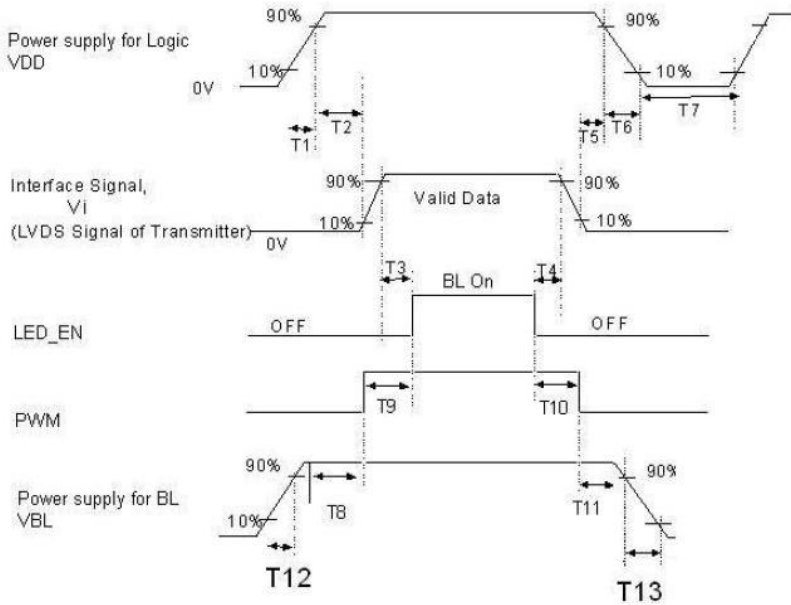 90%
90%
Power supply for Logic
VDD
10%
10%
0V
T1
T2
T5
T6
T7
Interface Signal,
Vi
(LVDS Signal of Transmitter)
90%
Valid Data
90%
10%
10%
0V
T3
BL On
T4
LED_EN
OFF
OFF
PWM
T9
T10
90%
90%
Power supply for BL
VBL
10%
T8
T11
T12
T13